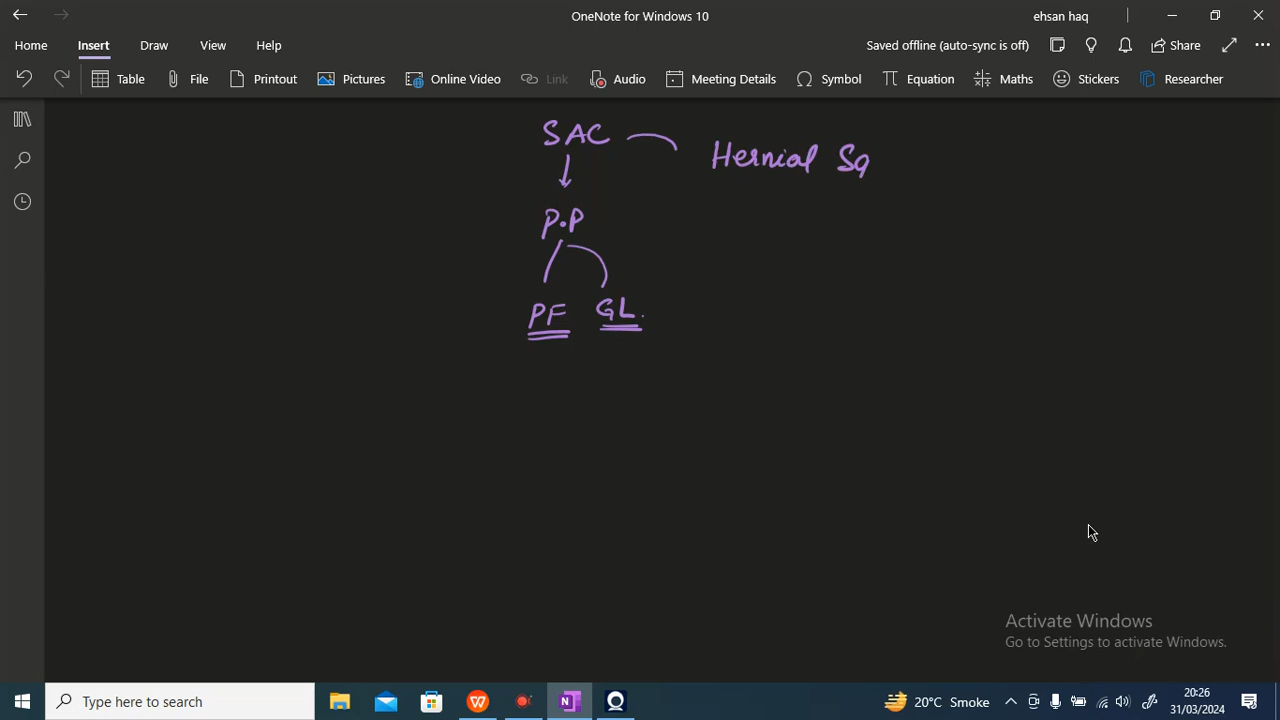 OneNote for Windows 10
ehsan haq
Home Insert Draw View Help
Saved offline (auto-sync is off)
Share
Table File Printout Pictures Online Video Link Audio Meeting Details Symbol Equation Maths Stickers Researcher
SAC Hernial Sa
P.P
PF GL.
Activate Windows
Go to Settings to activate Windows.
Type here to search
20°C Smoke
20:26
31/03/2024